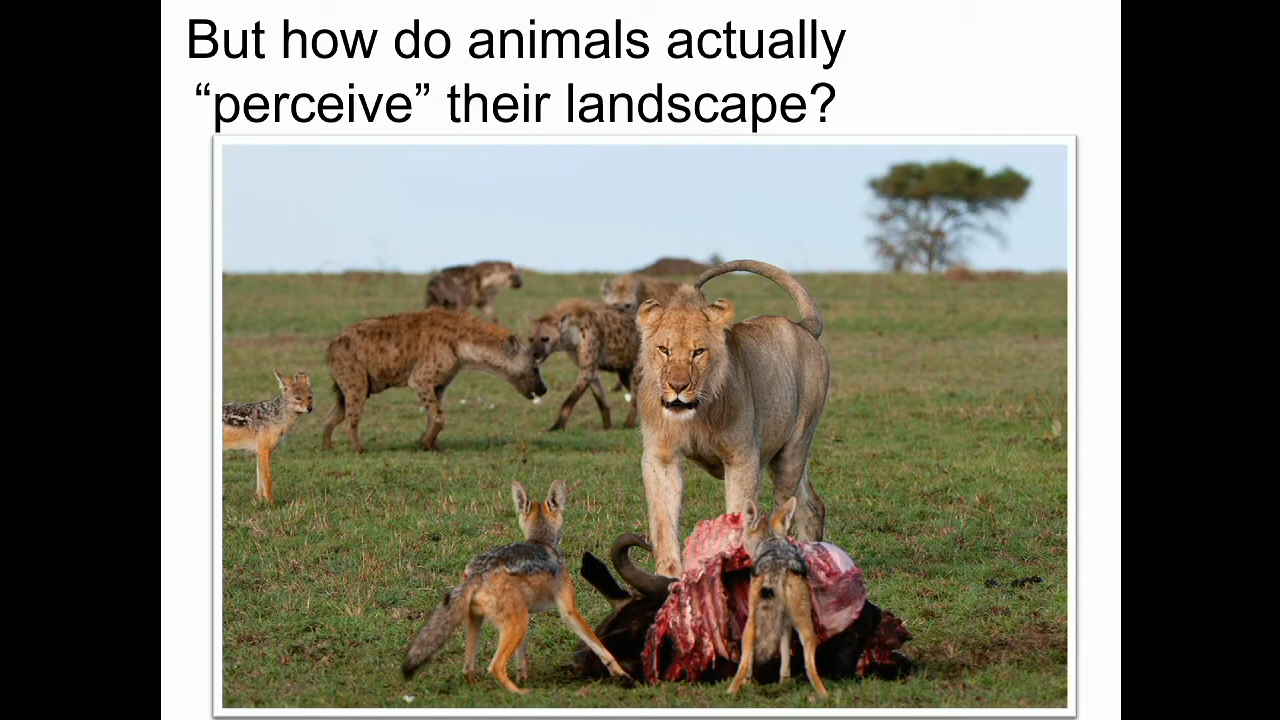 But how do animals actually
“perceive” their landscape?